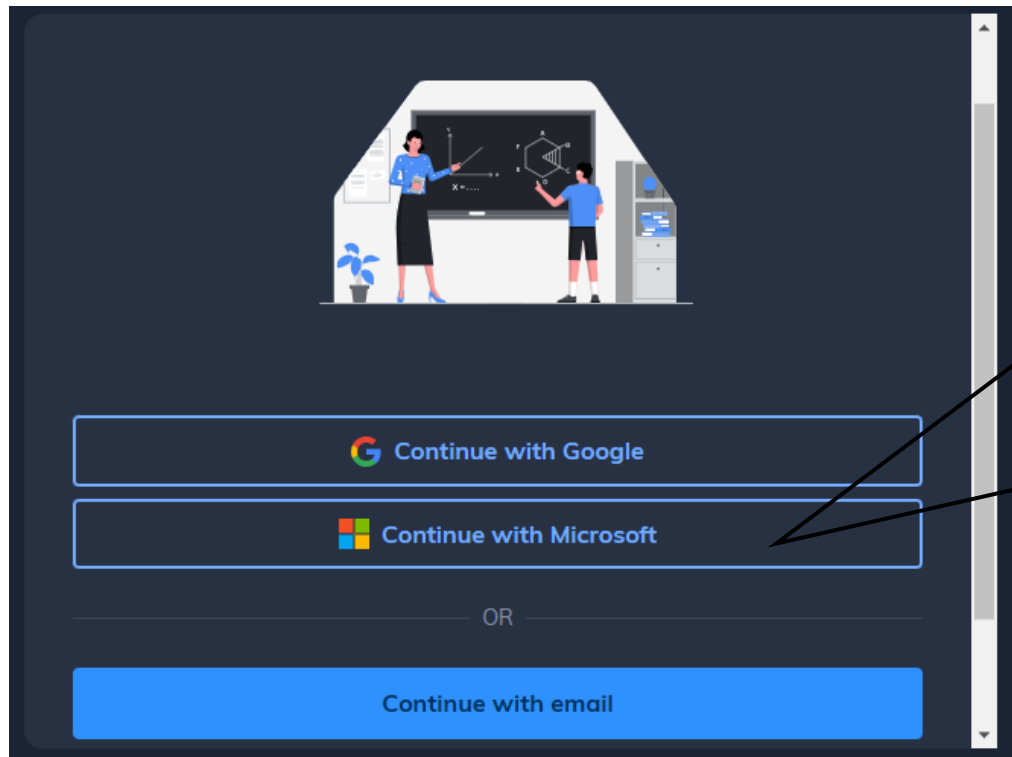 Y
X
X = ....
A
F
B
E
C
D
Continue with Google
Continue with Microsoft
OR
Continue with email